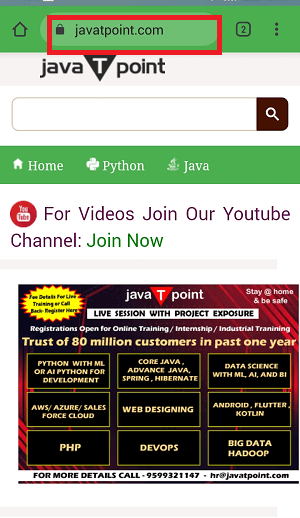 javatpoint.com
2
java T point
Home Python Java
You Tube
For Videos Join Our Youtube
Channel: Join Now
Fee Details For Live
Training or Call
Back- Register Here
java T point
Stay @ home
& be safe
LIVE SESSION WITH PROJECT EXPOSURE
Registrations Open for Online Training / Internship / Industrial Tranining
Trust of 80 million customers in past one year
PYTHON WITH ML
OR AI PYTHON FOR
DEVELOPMENT
CORE JAVA ,
ADVANCE JAVA,
SPRING , HIBERNATE
DATA SCIENCE
WITH ML, AI, AND BI
AWS/ AZURE/ SALES
FORCE CLOUD
WEB DESIGNING
ANDROID , FLUTTER ,
KOTLIN
PHP
DEVOPS
BIG DATA
HADOOP
FOR MORE DETAILS CALL - 9599321147 - hr@javatpoint.com